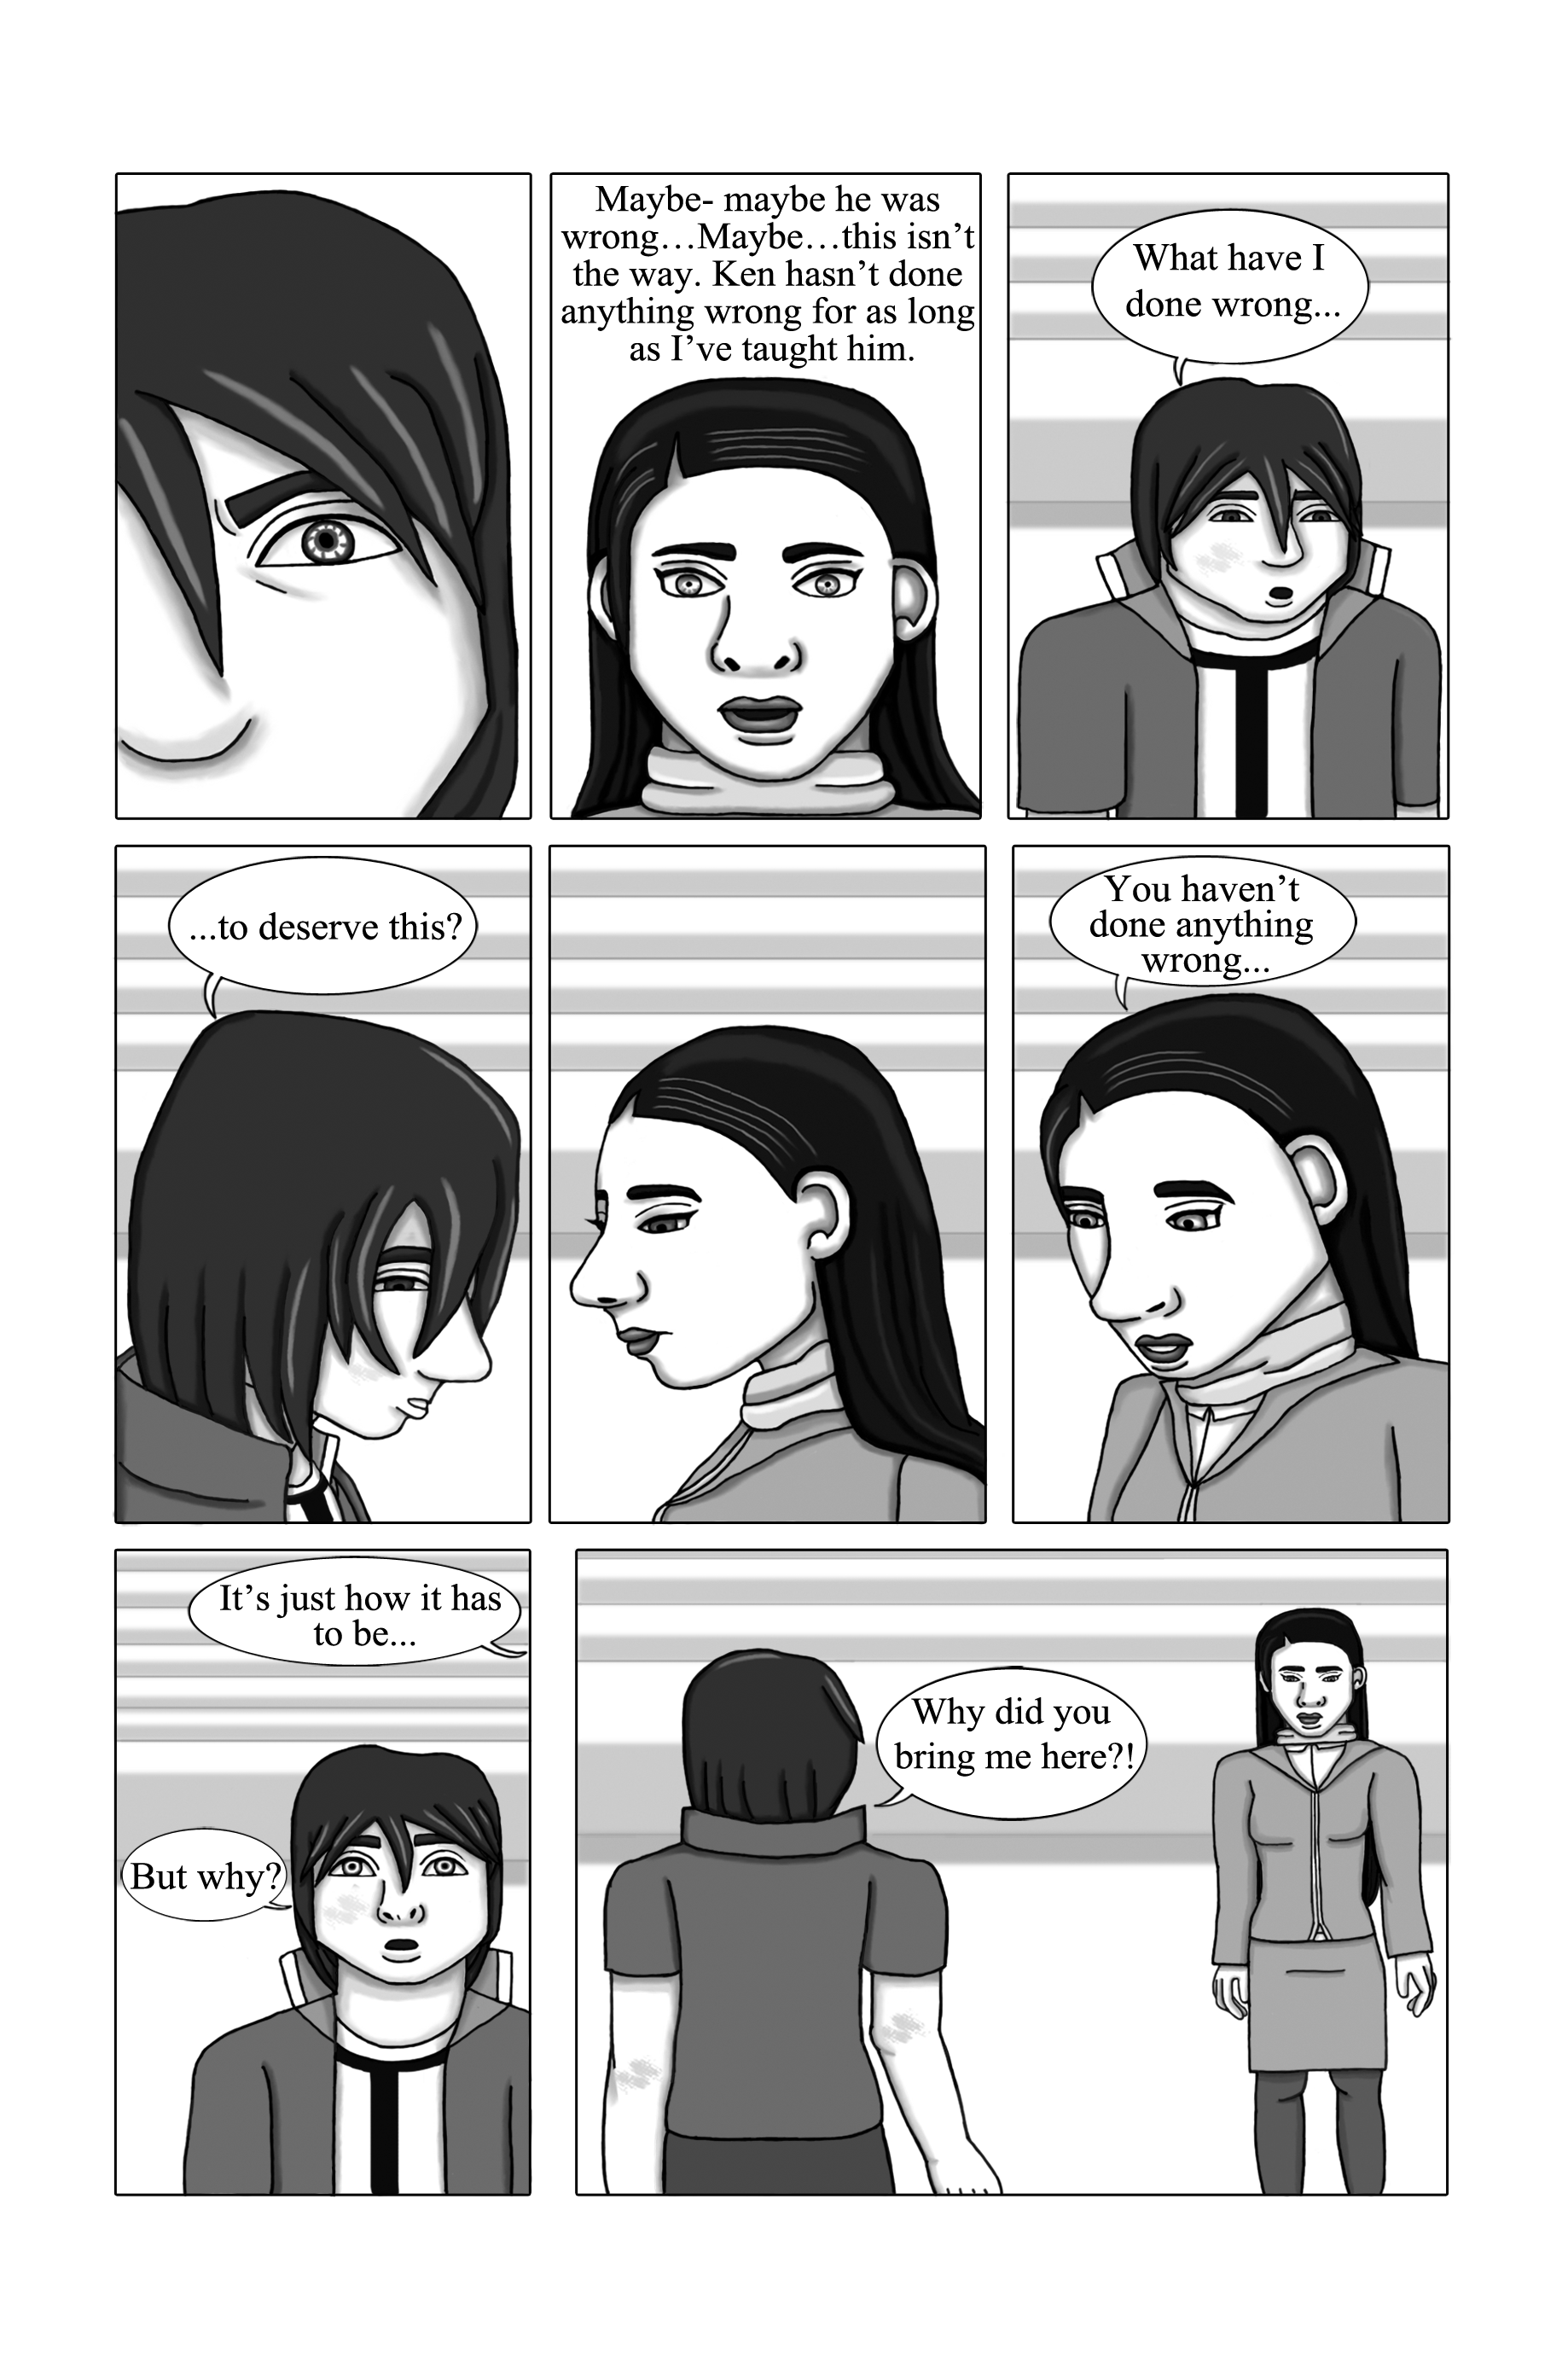 Maybe- maybe he was
wrong…Maybe…this isn’t
the way. Ken hasn’t done
anything wrong for as long
as I’ve taught him.
What have I
done wrong...
...to deserve this?
You haven’t
done anything
wrong...
It’s just how it has
to be...
But why?
Why did you
bring me here?!